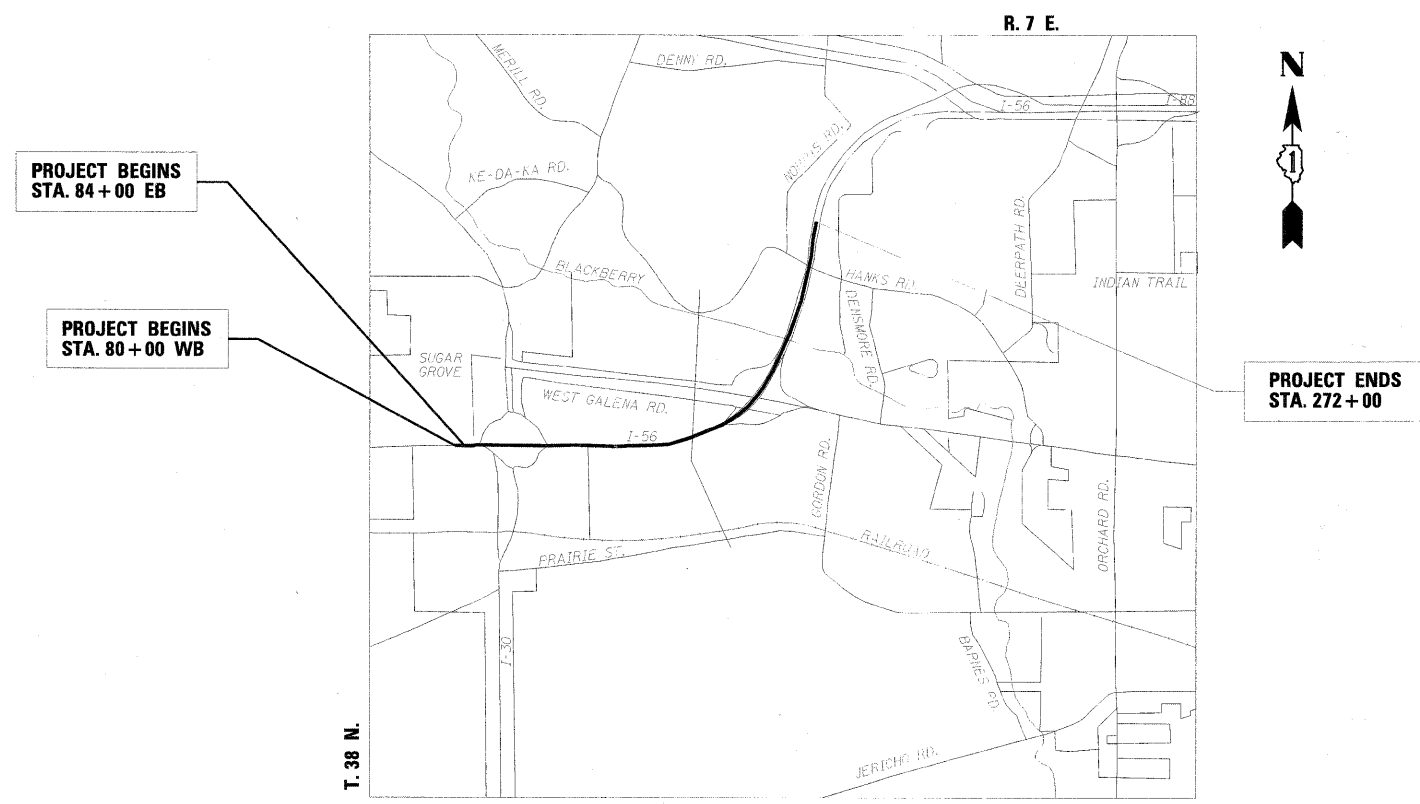 R. 7 E.
MERILL RD.
DENNY RD.
I-56
I-88
N
1
NORRIS RD.
PROJECT BEGINS
STA. 84+00 EB
KE-DA-KA RD.
BLACKBERRY
HANKS RD.
DEERPATH RD.
INDIAN TRAIL
DENSMORE RD.
PROJECT BEGINS
STA. 80+00 WB
SUGAR
GROVE
WEST GALENA RD.
PROJECT ENDS
STA. 272+00
I-56
GORDON RD.
ORCHARD RD.
PRAIRIE ST.
RAILROAD
I-30
BARNES RD.
T. 38 N.
JERICHO RD.